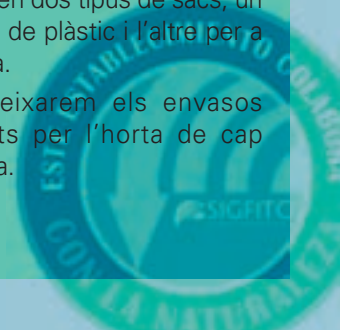 en dos tipus de sacs, un
de plàstic i l'altre per a
a.
eixarem els envasos
ts per l'horta de cap
a.
ESTE ESTABLECIMIENTO COLABORA
SIGFITO
CON LA NATURALEZA